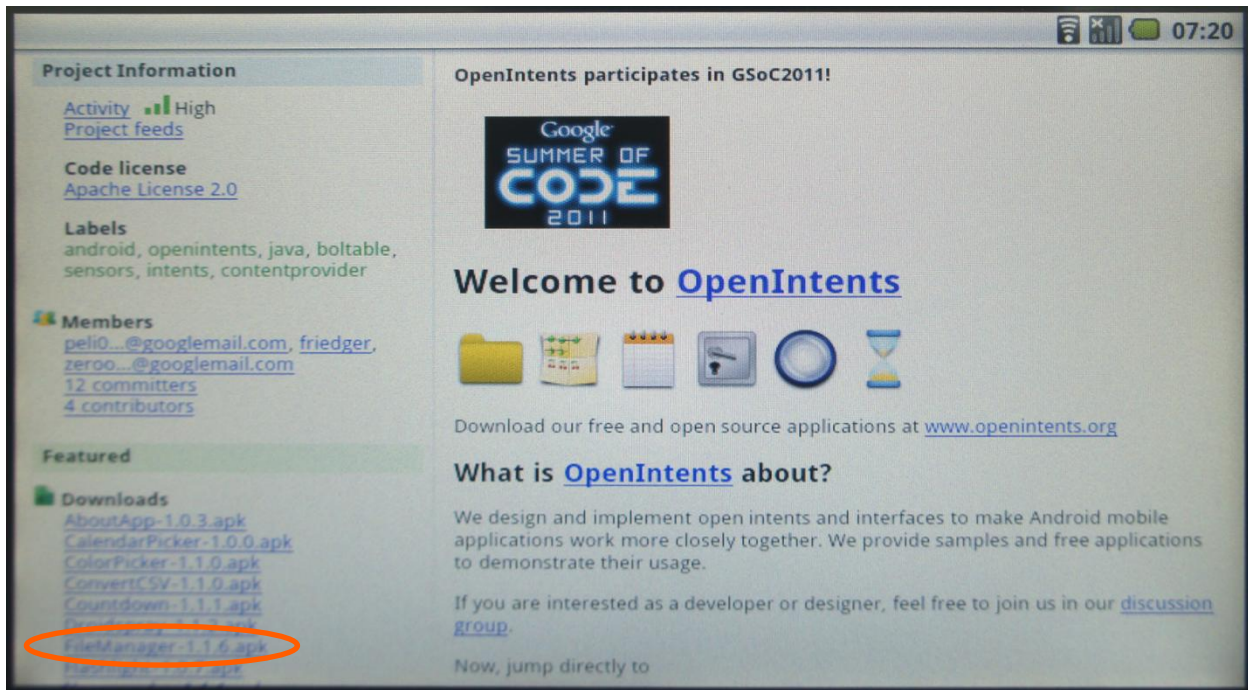 07:20
Project Information
Activity High
Project feeds
Code license
Apache License 2.0
Labels
android, openintents, java, boltable,
sensors, intents, contentprovider
Members
peli0...@googlemail.com, friedger,
zeroo...@googlemail.com
12 committers
4 contributors
Featured
Downloads
AboutApp-1.0.3.apk
CalendarPicker-1.0.0.apk
ColorPicker-1.1.0.apk
ConvertCSV-1.1.0.apk
Countdown-1.1.1.apk
FileManager-1.1.6.apk
OpenIntents participates in GSoC2011!
Google
SUMMER OF
CODE
2011
Welcome to OpenIntents
Download our free and open source applications at www.openintents.org
What is OpenIntents about?
We design and implement open intents and interfaces to make Android mobile
applications work more closely together. We provide samples and free applications
to demonstrate their usage.
If you are interested as a developer or designer, feel free to join us in our discussion
group.
Now, jump directly to